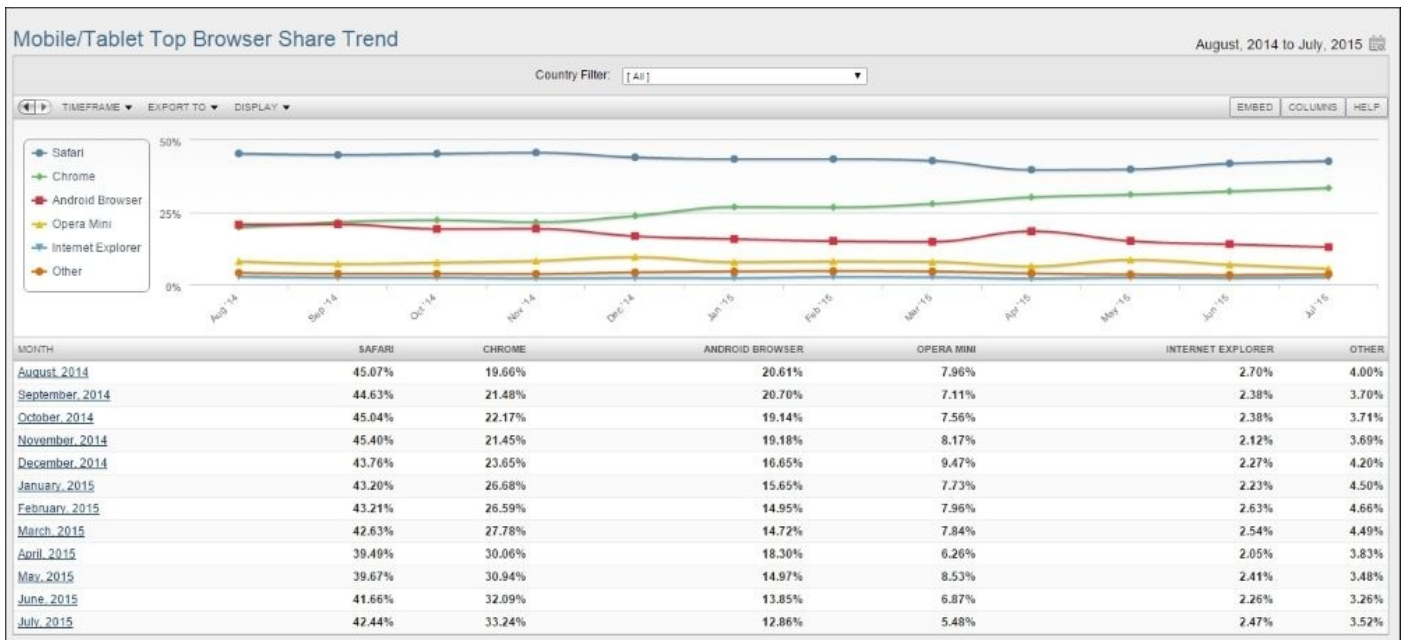 Mobile/Tablet Top Browser Share Trend
August, 2014 to July, 2015
Country Filter: [All]
TIMEFRAME EXPORT TO DISPLAY EMBED COLUMNS HELP
Safari
Chrome
Android Browser
Opera Mini
Internet Explorer
Other
50%
25%
0%
Aug '14 Sep '14 Oct '14 Nov '14 Dec '14 Jan '15 Feb '15 Mar '15 Apr '15 May '15 Jun '15 Jul '15
MONTH SAFARI CHROME ANDROID BROWSER OPERA MINI INTERNET EXPLORER OTHER
August, 2014 45.07% 19.66% 20.61% 7.96% 2.70% 4.00%
September, 2014 44.63% 21.48% 20.70% 7.11% 2.38% 3.70%
October, 2014 45.04% 22.17% 19.14% 7.56% 2.38% 3.71%
November, 2014 45.40% 21.45% 19.18% 8.17% 2.12% 3.69%
December, 2014 43.76% 23.65% 16.65% 9.47% 2.27% 4.20%
January, 2015 43.20% 26.68% 15.65% 7.73% 2.23% 4.50%
February, 2015 43.21% 26.59% 14.95% 7.96% 2.63% 4.66%
March, 2015 42.63% 27.78% 14.72% 7.84% 2.54% 4.49%
April, 2015 39.49% 30.06% 18.30% 6.26% 2.05% 3.83%
May, 2015 39.67% 30.94% 14.97% 8.53% 2.41% 3.48%
June, 2015 41.66% 32.09% 13.85% 6.87% 2.26% 3.26%
July, 2015 42.44% 33.24% 12.86% 5.48% 2.47% 3.52%